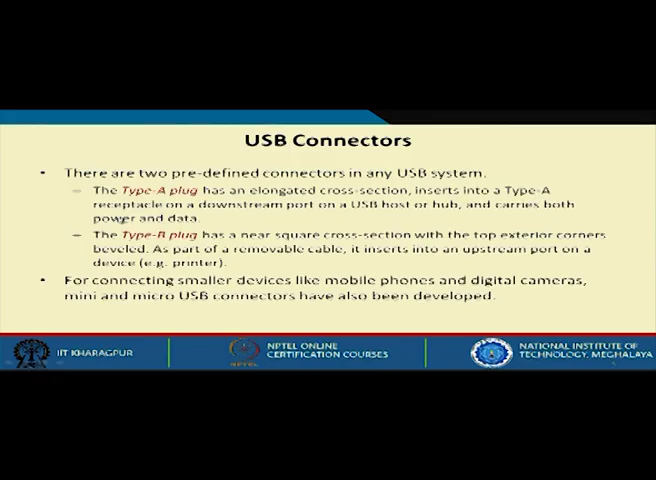 USB Connectors
• There are two pre-defined connectors in any USB system.
– The Type-A plug has an elongated cross-section, inserts into a Type-A
receptacle on a downstream port on a USB host or hub, and carries both
power and data.
– The Type-B plug has a near square cross-section with the top exterior corners
beveled. As part of a removable cable, it inserts into an upstream port on a
device (e.g. printer).
• For connecting smaller devices like mobile phones and digital cameras,
mini and micro USB connectors have also been developed.
IIT KHARAGPUR
NPTEL
NPTEL ONLINE
CERTIFICATION COURSES
NATIONAL INSTITUTE OF
TECHNOLOGY, MEGHALAYA